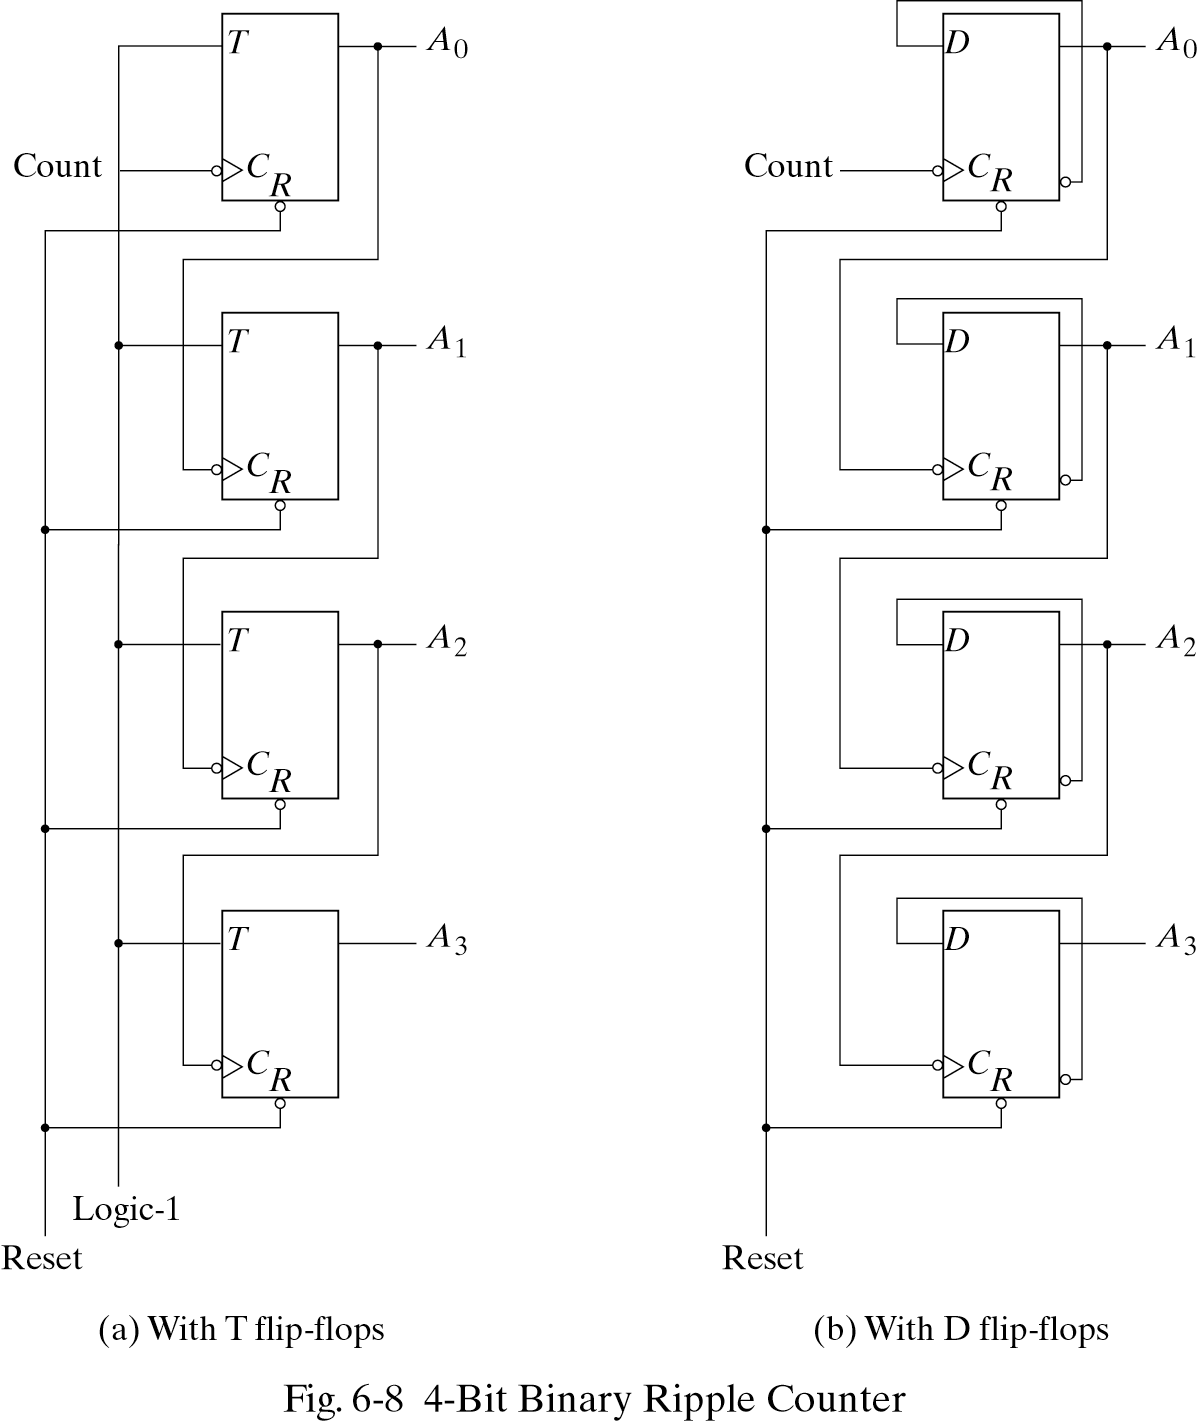 T
A0
Count
C
R
T
A1
C
R
T
A2
C
R
T
A3
C
R
Logic-1
Reset
(a) With T flip-flops
D
A0
Count
C
R
D
A1
C
R
D
A2
C
R
D
A3
C
R
Reset
(b) With D flip-flops
Fig. 6-8 4-Bit Binary Ripple Counter